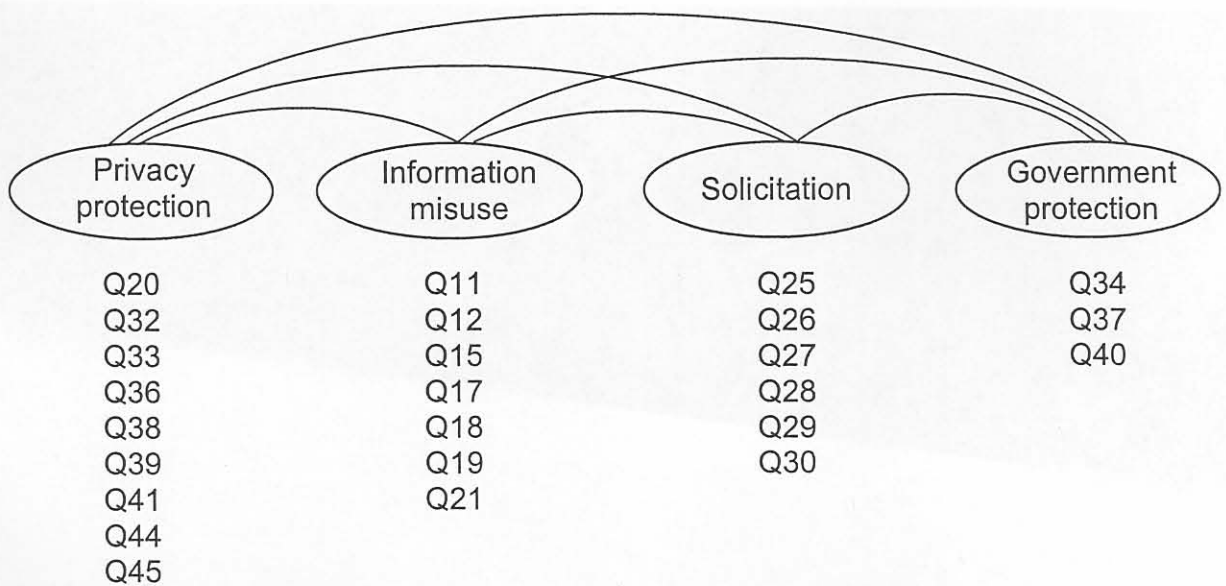 Privacy
protection
Information
misuse
Solicitation
Government
protection
Q20
Q32
Q33
Q36
Q38
Q39
Q41
Q44
Q45
Q11
Q12
Q15
Q17
Q18
Q19
Q21
Q25
Q26
Q27
Q28
Q29
Q30
Q34
Q37
Q40